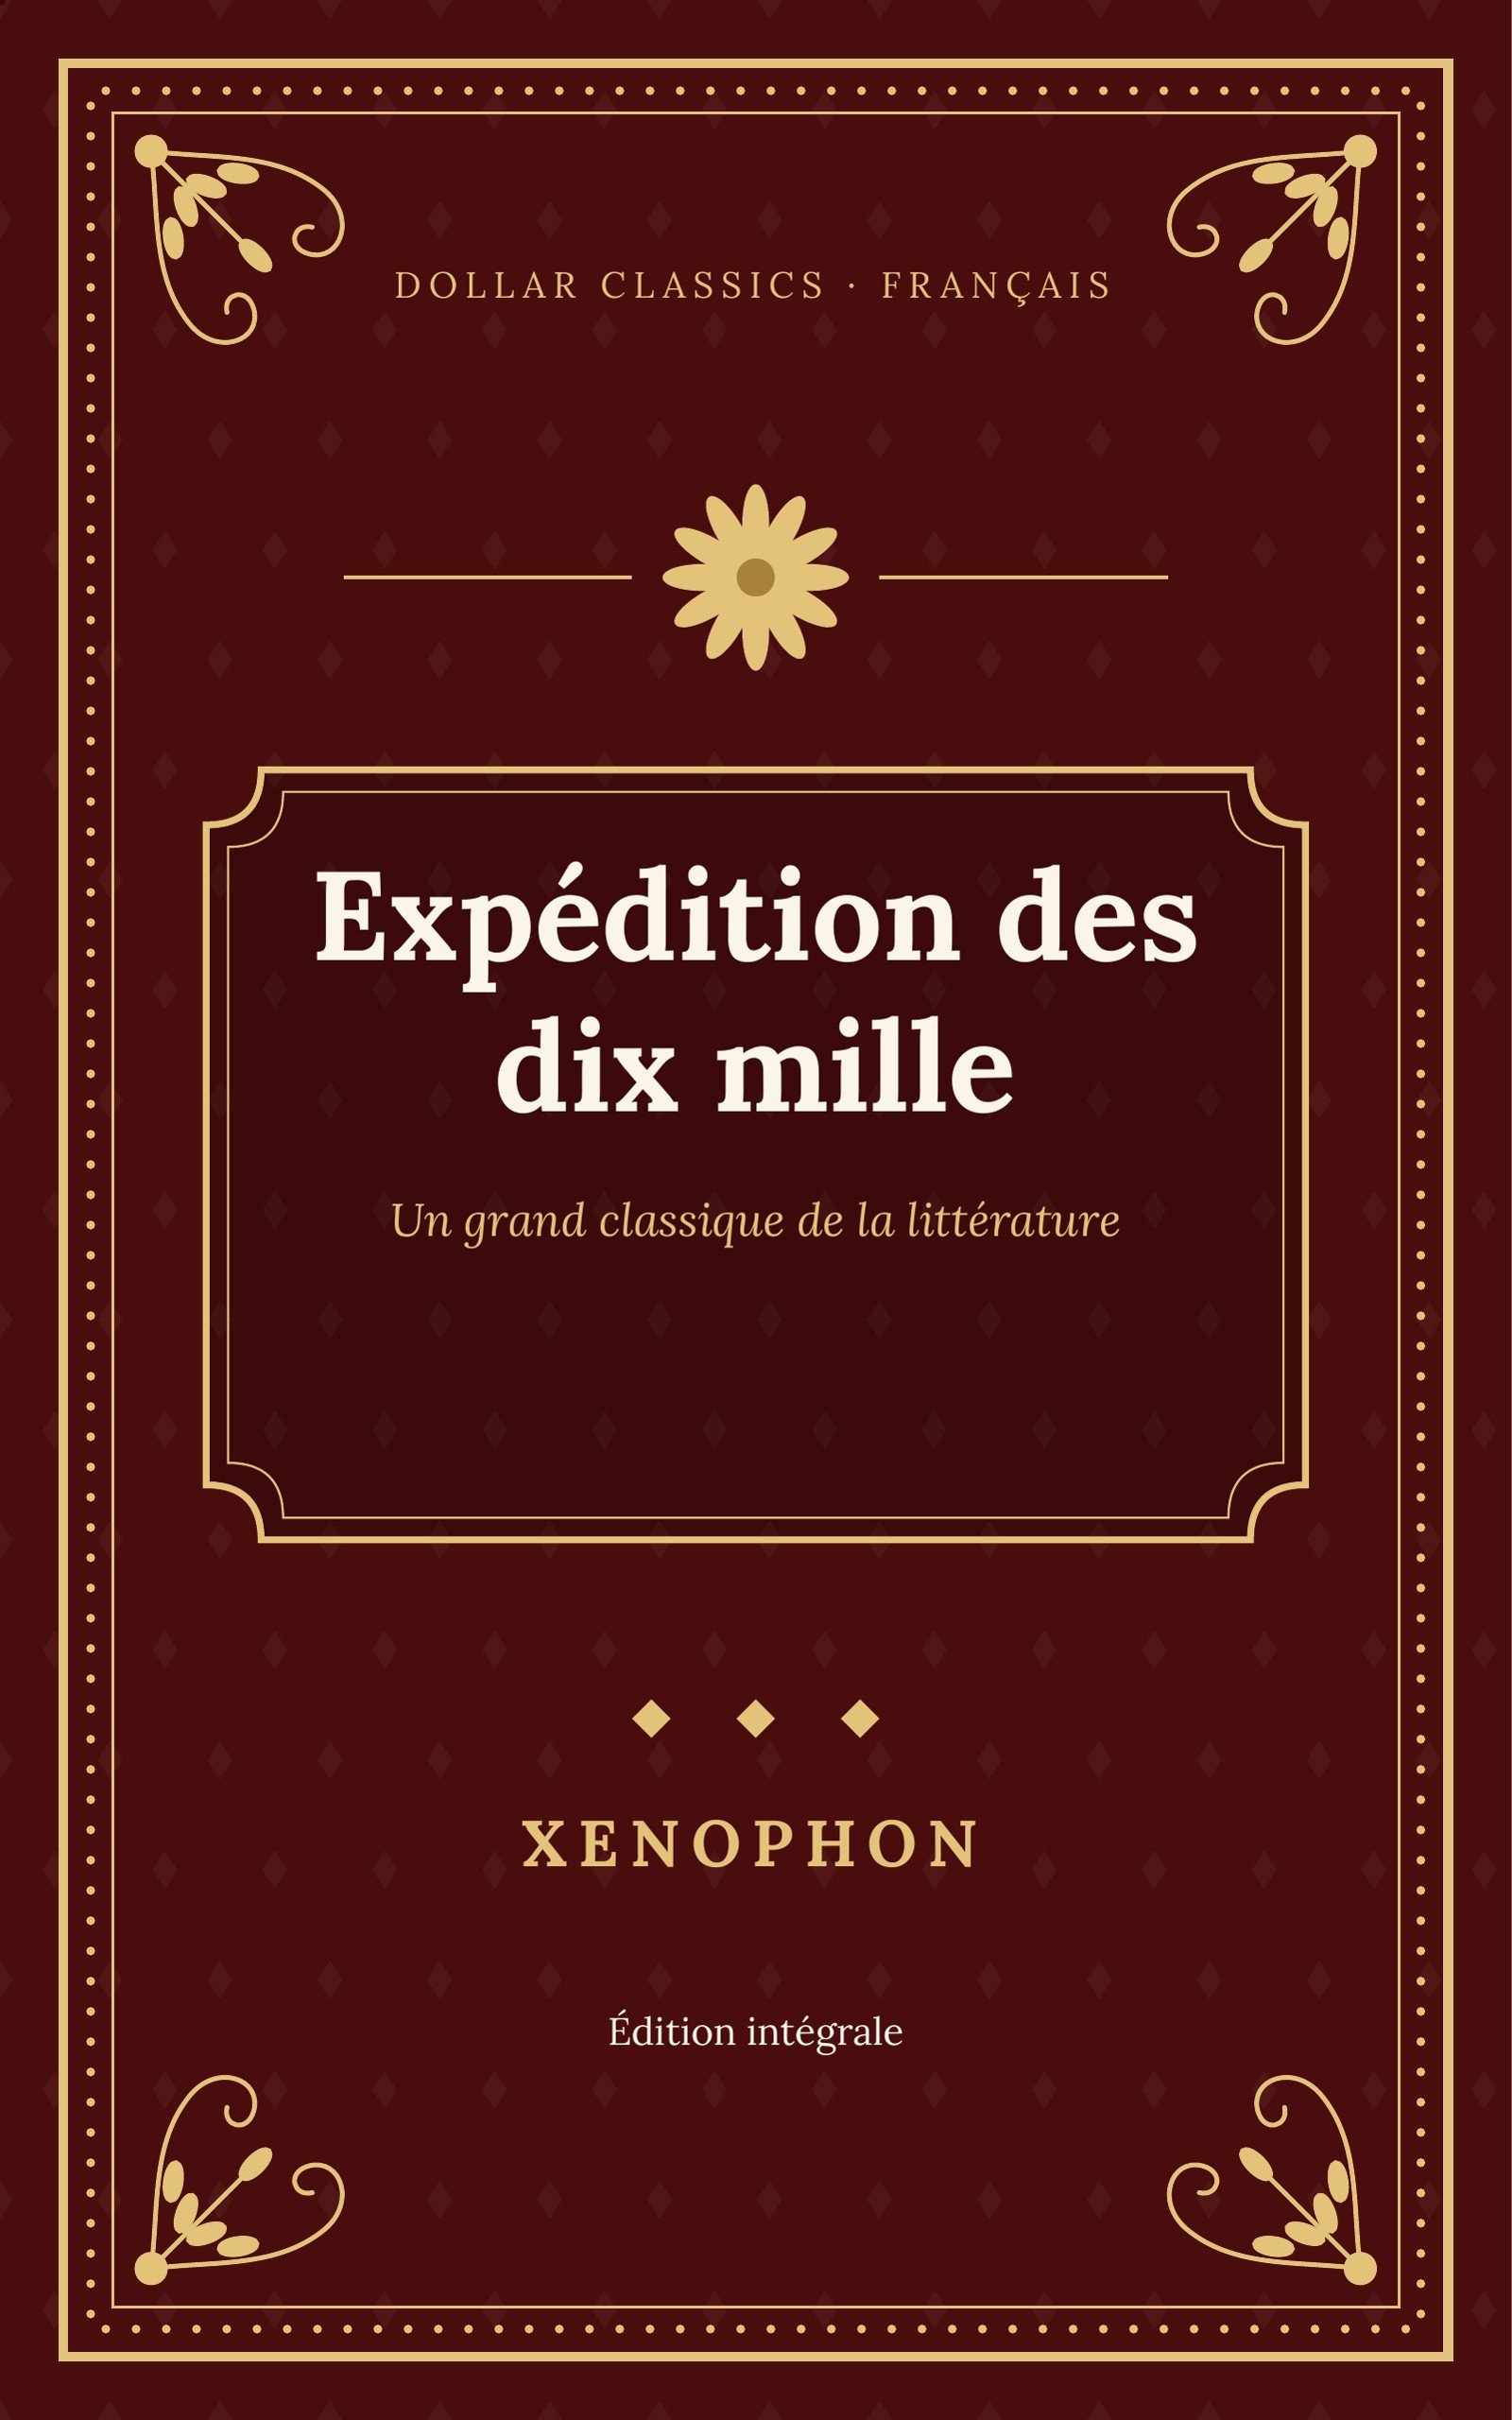 DOLLAR CLASSICS · FRANÇAIS
Expédition des
dix mille
Un grand classique de la littérature
XENOPHON
Édition intégrale